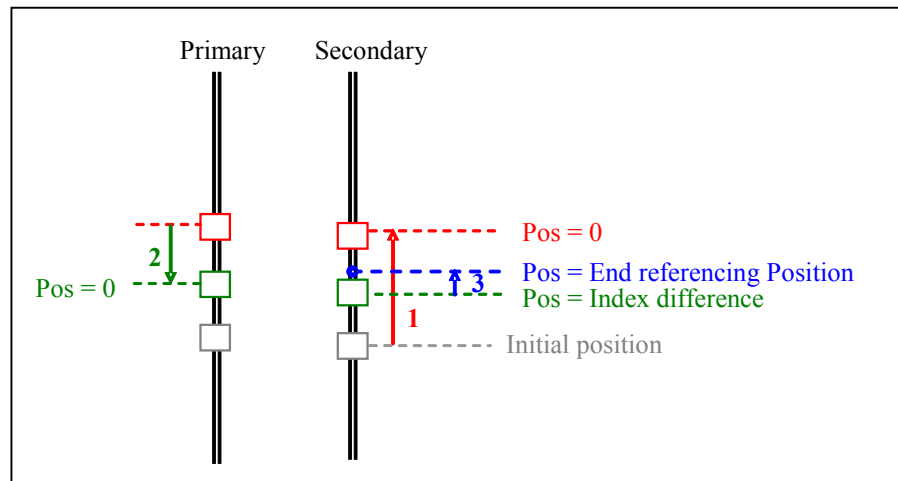 Primary
Secondary
Pos = 0
2
Pos = End referencing Position
Pos = 0
3
Pos = Index difference
1
Initial position